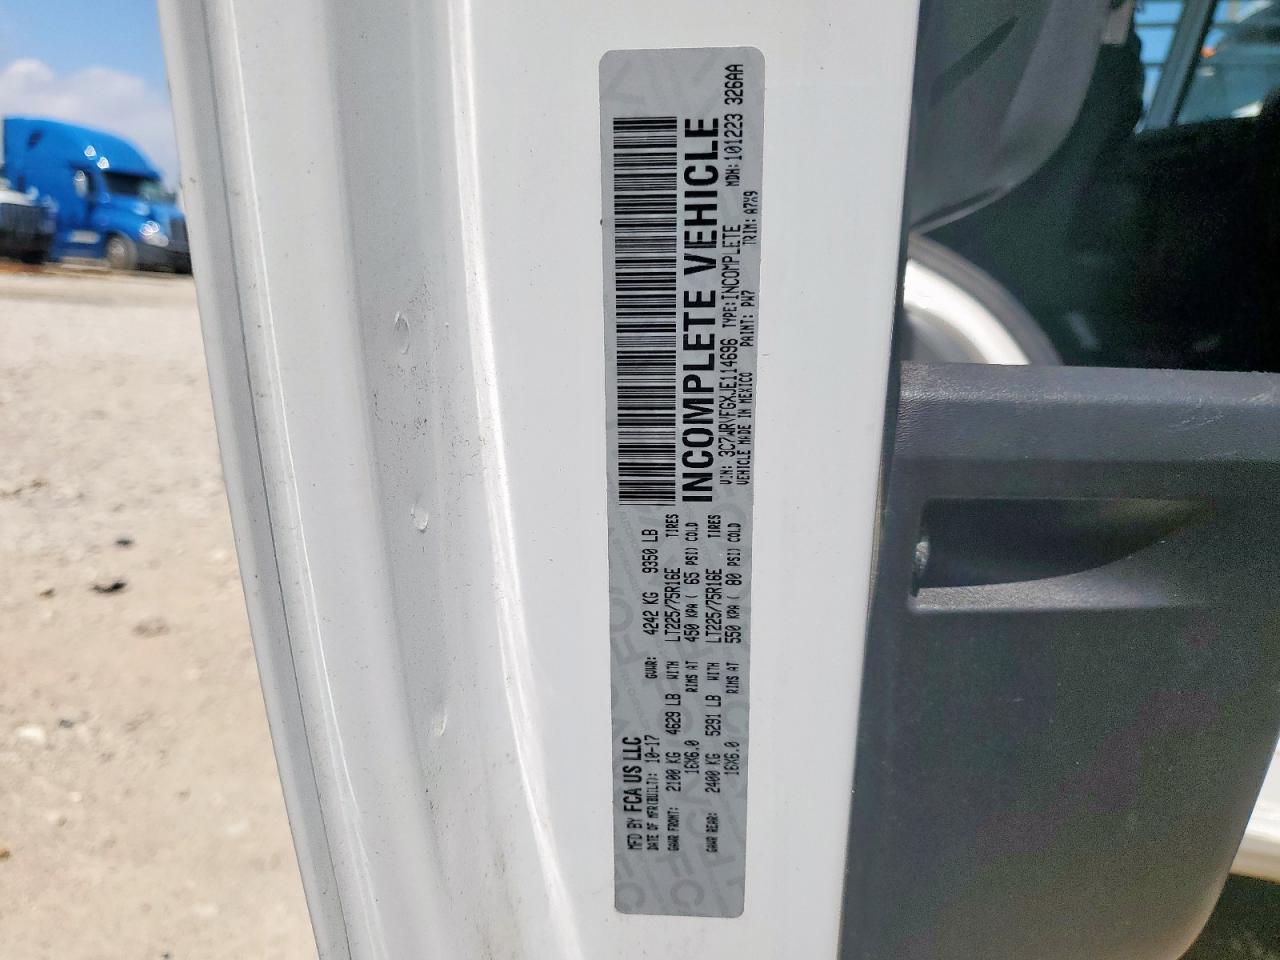 MFD BY FCA US LLC
DATE OF MFR(BUILT): 10-17 GVWR: 4242 KG 9350 LB
GAWR FRONT: 2100 KG 4629 LB WITH LT225/75R16E TIRES
16X6.0 RIMS AT 450 KPA ( 65 PSI) COLD
GAWR REAR: 2400 KG 5291 LB WITH LT225/75R16E TIRES
16X6.0 RIMS AT 550 KPA ( 80 PSI) COLD
INCOMPLETE VEHICLE
VIN: 3C7WRVFGXJE114696 TYPE:INCOMPLETE MDH:101223 326AA
VEHICLE MADE IN MEXICO PAINT: PW7 TRIM: A7X9